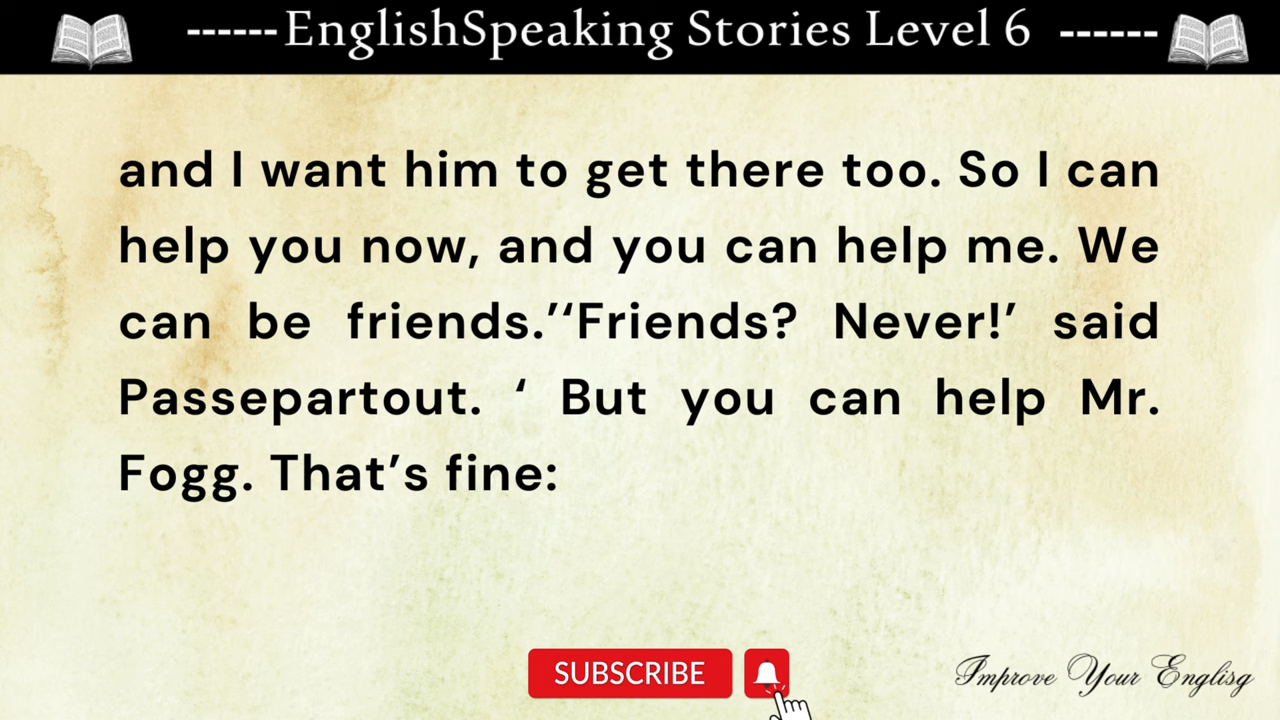 ------EnglishSpeaking Stories Level 6 ------
and I want him to get there too. So I can
help you now, and you can help me. We
can be friends.’‘Friends? Never!’ said
Passepartout. ‘ But you can help Mr.
Fogg. That’s fine:
SUBSCRIBE
Improve Your Englisg